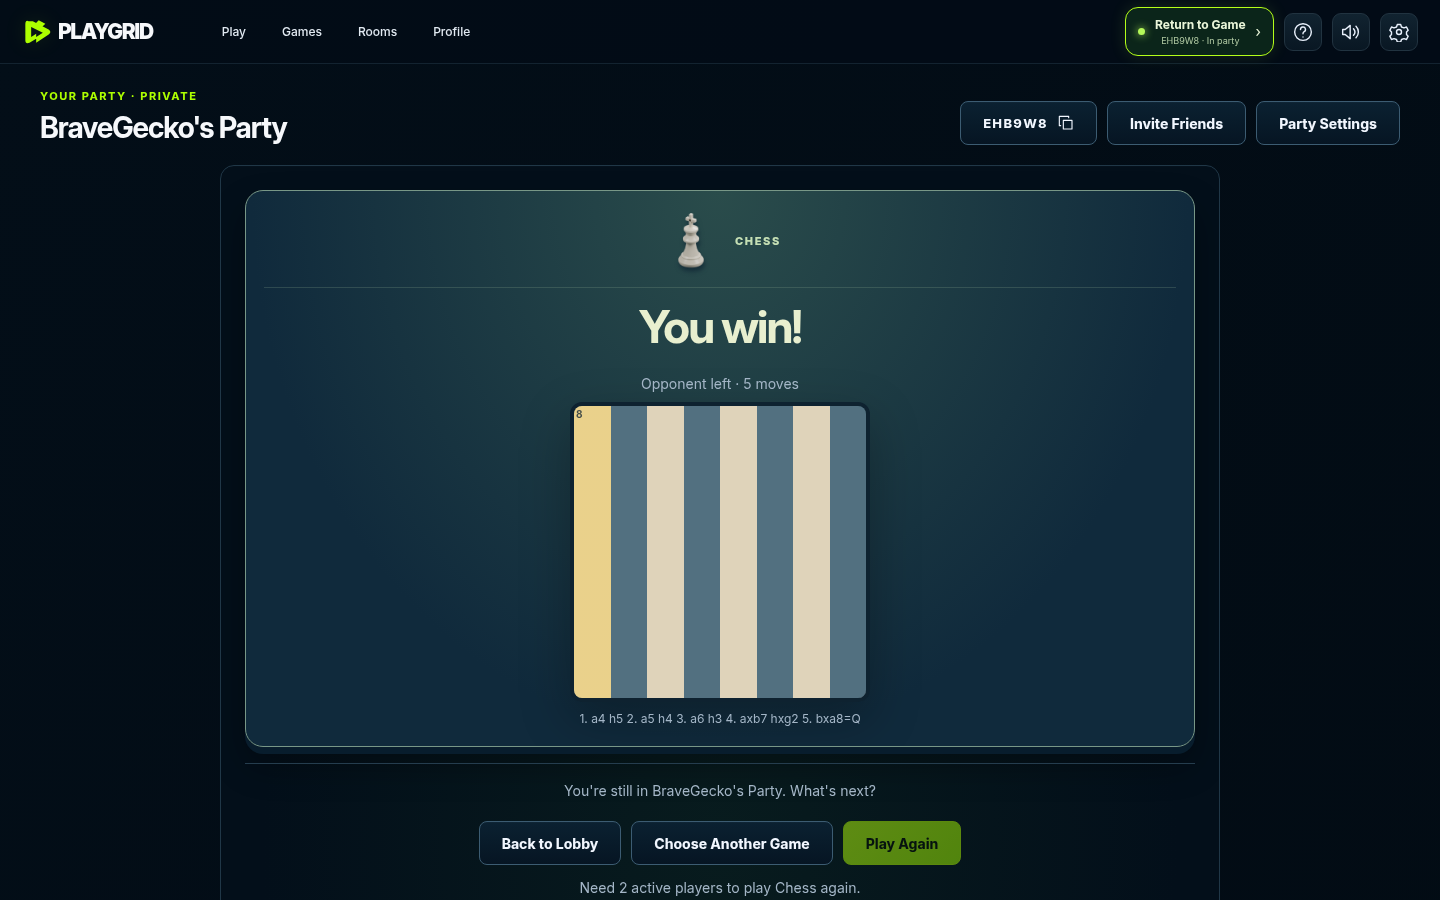 PLAYGRID
Play
Games
Rooms
Profile
Return to Game
EHB9W8 · In party
YOUR PARTY · PRIVATE
BraveGecko's Party
EHB9W8
Invite Friends
Party Settings
CHESS
You win!
Opponent left · 5 moves
8
1. a4 h5 2. a5 h4 3. a6 h3 4. axb7 hxg2 5. bxa8=Q
You're still in BraveGecko's Party. What's next?
Back to Lobby
Choose Another Game
Play Again
Need 2 active players to play Chess again.